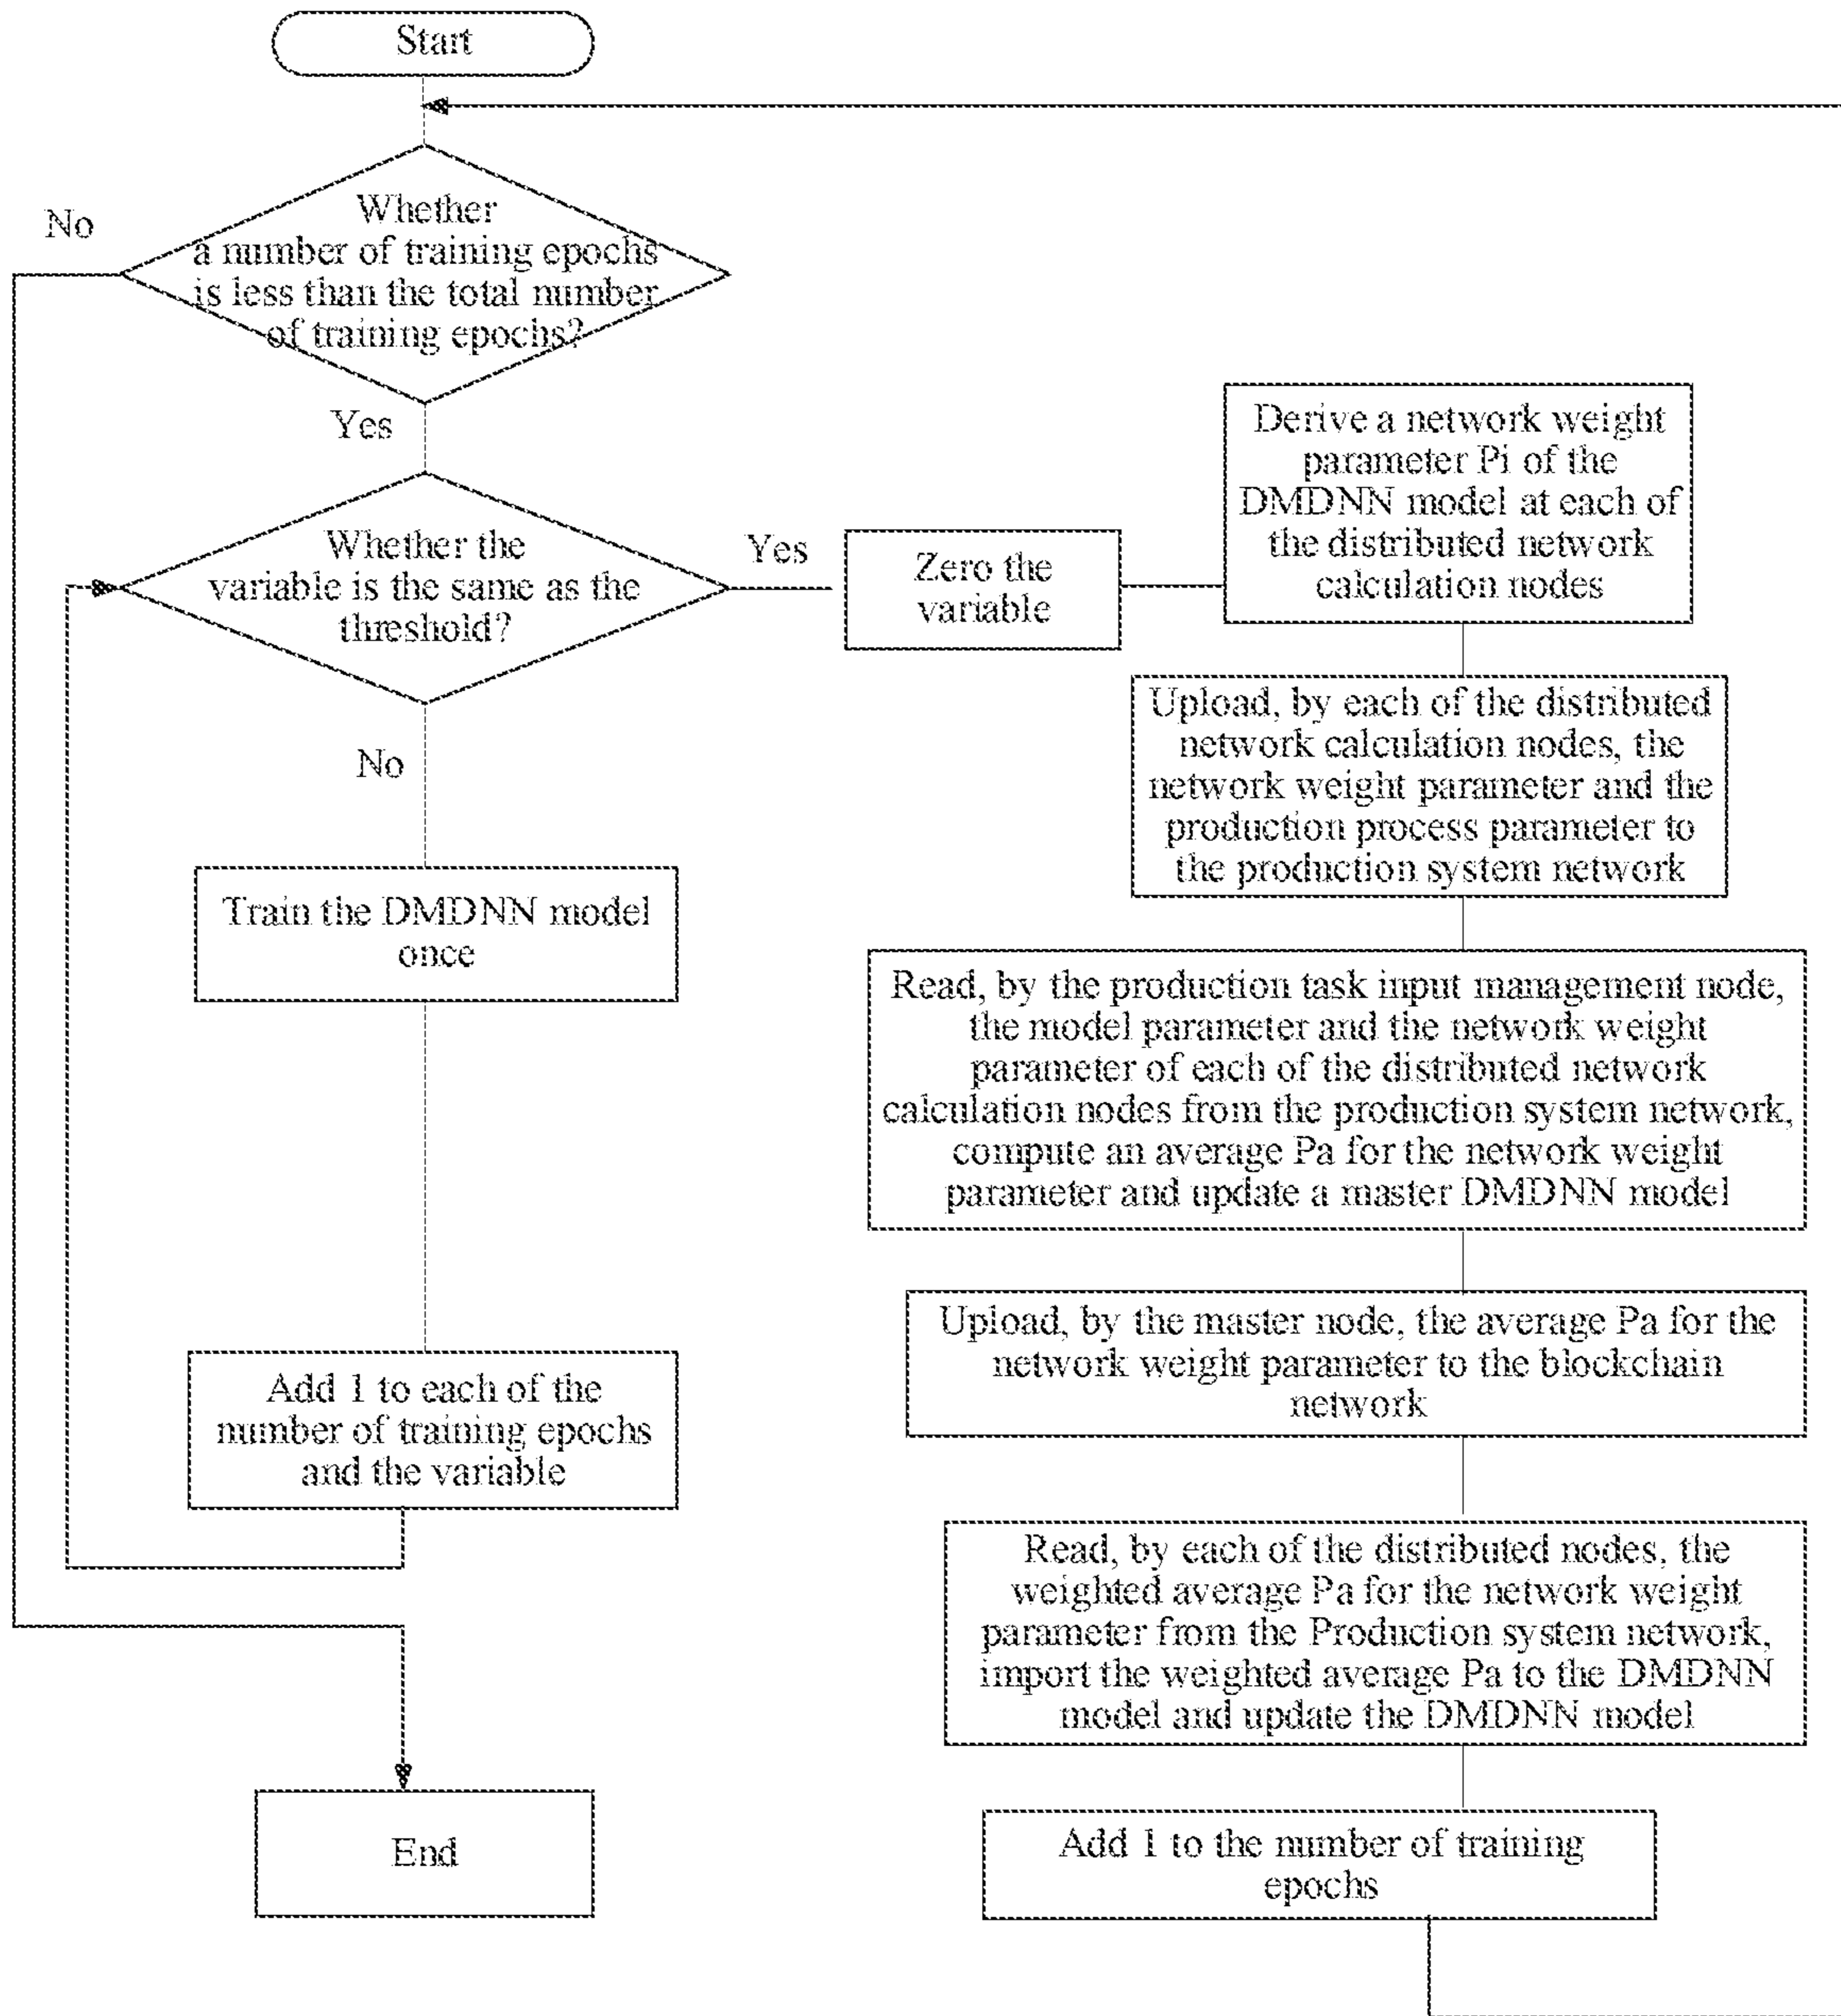 Start
No
Whether
a number of training epochs
is less than the total number
of training epochs?
Yes
Whether the
variable is the same as the
threshold?
Yes
Zero the
variable
Derive a network weight
parameter Pi of the
DMDNN model at each of
the distributed network
calculation nodes
Upload, by each of the distributed
network calculation nodes, the
network weight parameter and the
production process parameter to
the production system network
No
Train the DMDNN model
once
Read, by the production task input management node,
the model parameter and the network weight
parameter of each of the distributed network
calculation nodes from the production system network,
compute an average Pa for the network weight
parameter and update a master DMDNN model
Upload, by the master node, the average Pa for the
network weight parameter to the blockchain
network
Add 1 to each of the
number of training epochs
and the variable
Read, by each of the distributed nodes, the
weighted average Pa for the network weight
parameter from the Production system network,
import the weighted average Pa to the DMDNN
model and update the DMDNN model
Add 1 to the number of training
epochs
End